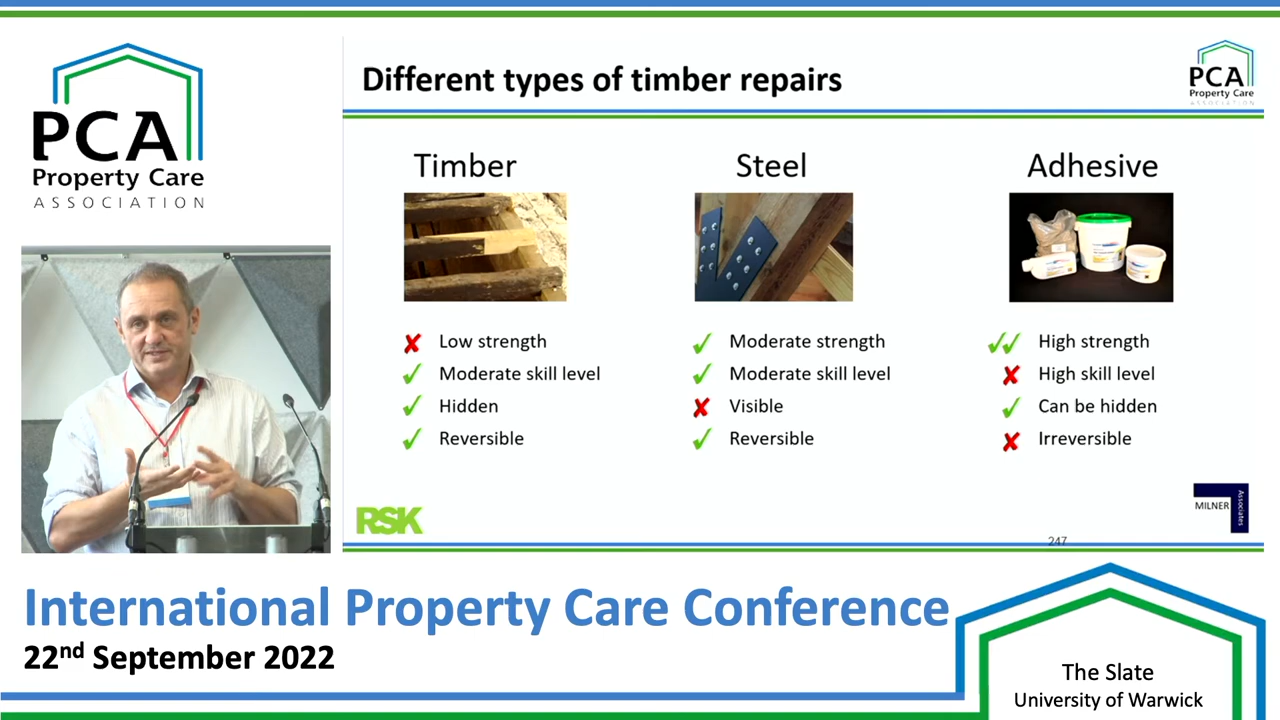 PCA
Property Care
ASSOCIATION
Different types of timber repairs
PCA
Property Care
ASSOCIATION
Timber
Steel
Adhesive
✘ Low strength
✓ Moderate skill level
✓ Hidden
✓ Reversible
✓ Moderate strength
✓ Moderate skill level
✘ Visible
✓ Reversible
✓✓ High strength
✘ High skill level
✓ Can be hidden
✘ Irreversible
RSK
MILNER
Associates
247
International Property Care Conference
22nd September 2022
The Slate
University of Warwick